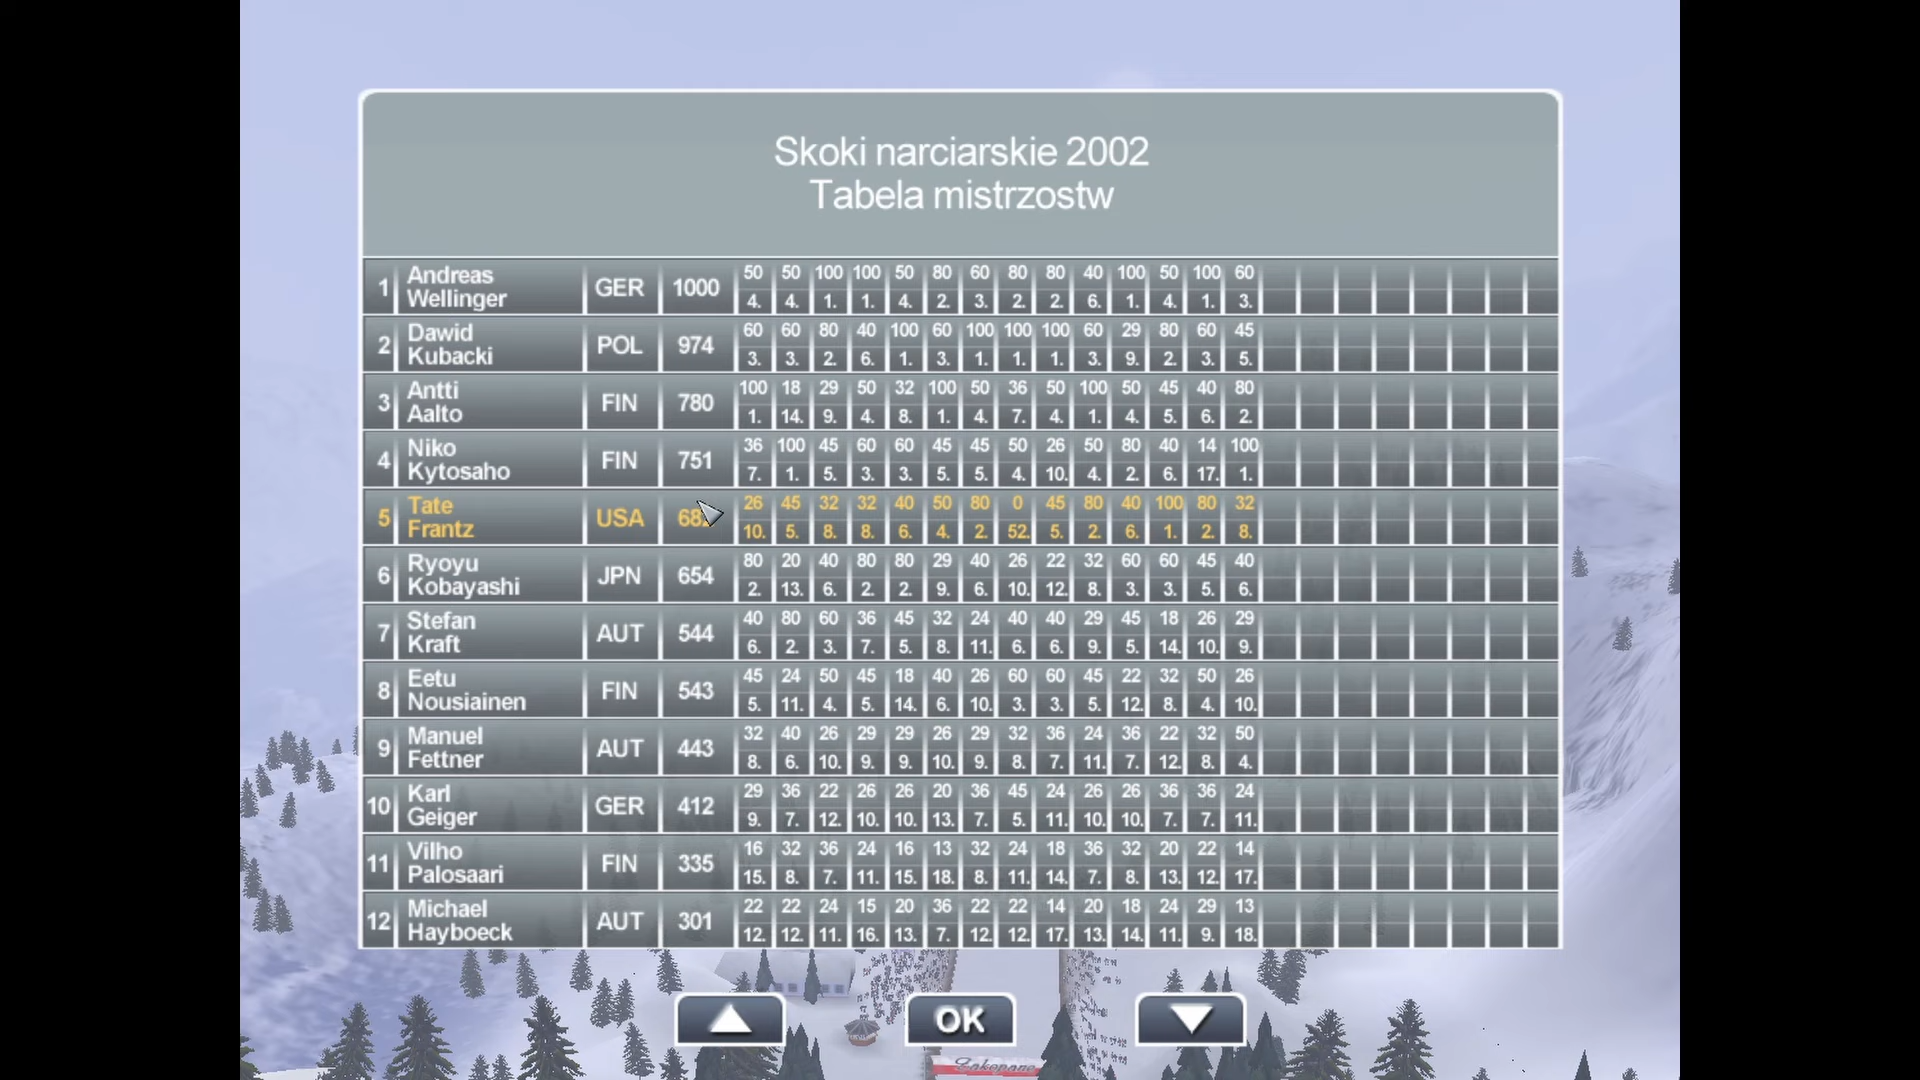 Skoki narciarskie 2002
Tabela mistrzostw
1 Andreas Wellinger GER 1000 50 50 100 100 50 80 60 80 80 40 100 50 100 60
4. 4. 1. 1. 4. 2. 3. 2. 2. 6. 1. 4. 1. 3.
2 Dawid Kubacki POL 974 60 60 80 40 100 60 100 100 100 60 29 80 60 45
3. 3. 2. 6. 1. 3. 1. 1. 1. 3. 9. 2. 3. 5.
3 Antti Aalto FIN 780 100 18 29 50 32 100 50 36 50 100 50 45 40 80
1. 14. 9. 4. 8. 1. 4. 7. 4. 1. 4. 5. 6. 2.
4 Niko Kytosaho FIN 751 36 100 45 60 60 45 45 50 26 50 80 40 14 100
7. 1. 5. 3. 3. 5. 5. 4. 10. 4. 2. 6. 17. 1.
5 Tate Frantz USA 26 45 32 32 40 50 80 0 45 80 40 100 80 32
10. 5. 8. 8. 6. 4. 2. 52. 5. 2. 6. 1. 2. 8.
6 Ryoyu Kobayashi JPN 654 80 20 40 80 80 29 40 26 22 32 60 60 45 40
2. 13. 6. 2. 2. 9. 6. 10. 12. 8. 3. 3. 5. 6.
7 Stefan Kraft AUT 544 40 80 60 36 45 32 24 40 40 29 45 18 26 29
6. 2. 3. 7. 5. 8. 11. 6. 6. 9. 5. 14. 10. 9.
8 Eetu Nousiainen FIN 543 45 24 50 45 18 40 26 60 60 45 22 32 50 26
5. 11. 4. 5. 14. 6. 10. 3. 3. 5. 12. 8. 4. 10.
9 Manuel Fettner AUT 443 32 40 26 29 29 26 29 32 36 24 36 22 32 50
8. 6. 10. 9. 9. 10. 9. 8. 7. 11. 7. 12. 8. 4.
10 Karl Geiger GER 412 29 36 22 26 26 20 36 45 24 26 26 36 36 24
9. 7. 12. 10. 10. 13. 7. 5. 11. 10. 10. 7. 7. 11.
11 Vilho Palosaari FIN 335 16 32 36 24 16 13 32 24 18 36 32 20 22 14
15. 8. 7. 11. 15. 18. 8. 11. 14. 7. 8. 13. 12. 17.
12 Michael Hayboeck AUT 301 22 22 24 15 20 36 22 22 14 20 18 24 29 13
12. 12. 11. 16. 13. 7. 12. 12. 17. 13. 14. 11. 9. 18.
OK
Zakopane